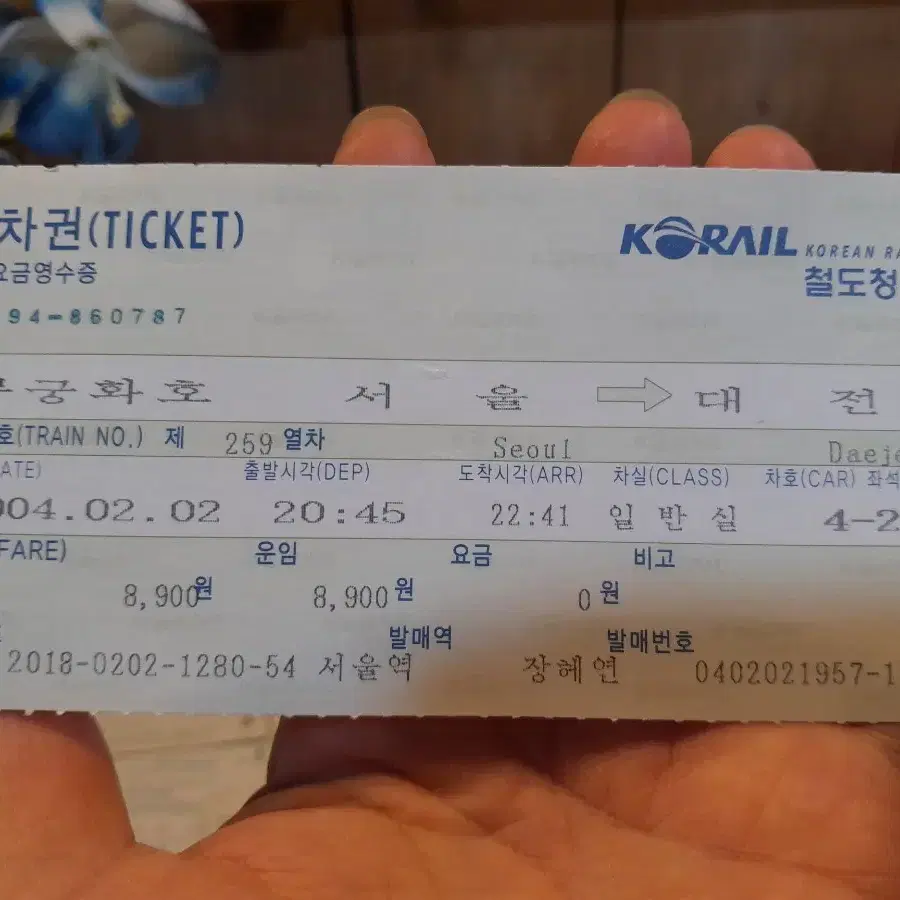 차권(TICKET)
KORAIL KOREAN RA
요금영수증
철도청
94-860787
무궁화호 서울 → 대전
호(TRAIN NO.) 제 259 열차 Seoul Daeje
ATE) 출발시각(DEP) 도착시각(ARR) 차실(CLASS) 차호(CAR) 좌석
004.02.02 20:45 22:41 일반실 4-2
FARE) 운임 요금 비고
8,900원 8,900원 0원
발매역 발매번호
2018-0202-1280-54 서울역 장혜연 0402021957-1